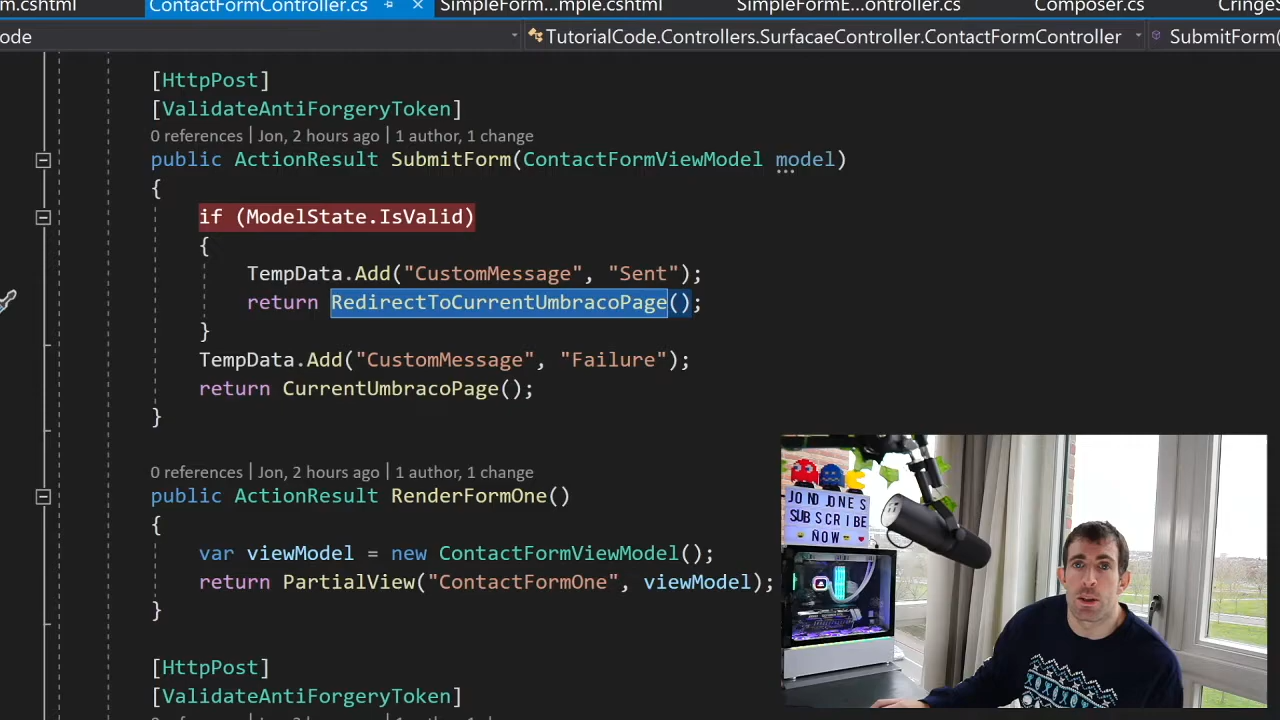 m.cshtml
ContactFormController.cs
SimpleForm...mple.cshtml
SimpleFormE...ontroller.cs
Composer.cs
CringeS
ode
TutorialCode.Controllers.SurfacaeController.ContactFormController
SubmitForm(
[HttpPost]
[ValidateAntiForgeryToken]
0 references | Jon, 2 hours ago | 1 author, 1 change
public ActionResult SubmitForm(ContactFormViewModel model)
{
if (ModelState.IsValid)
{
TempData.Add("CustomMessage", "Sent");
return RedirectToCurrentUmbracoPage();
}
TempData.Add("CustomMessage", "Failure");
return CurrentUmbracoPage();
}
0 references | Jon, 2 hours ago | 1 author, 1 change
public ActionResult RenderFormOne()
{
var viewModel = new ContactFormViewModel();
return PartialView("ContactFormOne", viewModel);
}
[HttpPost]
[ValidateAntiForgeryToken]
JON D JONES
SUBSCRIBE
NOW